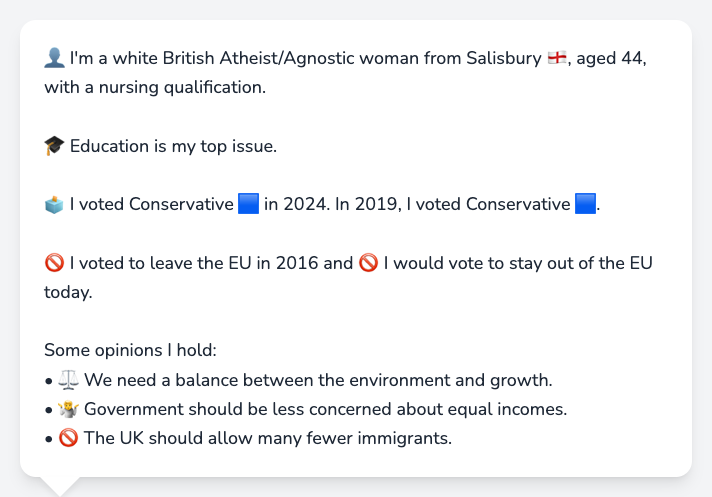 👤 I'm a white British Atheist/Agnostic woman from Salisbury 🏴󠁧󠁢󠁥󠁮󠁧󠁿, aged 44,
with a nursing qualification.
🎓 Education is my top issue.
🗳️ I voted Conservative 🟦 in 2024. In 2019, I voted Conservative 🟦.
🚫 I voted to leave the EU in 2016 and 🚫 I would vote to stay out of the EU
today.
Some opinions I hold:
• ⚖️ We need a balance between the environment and growth.
• 🤷 Government should be less concerned about equal incomes.
• 🚫 The UK should allow many fewer immigrants.